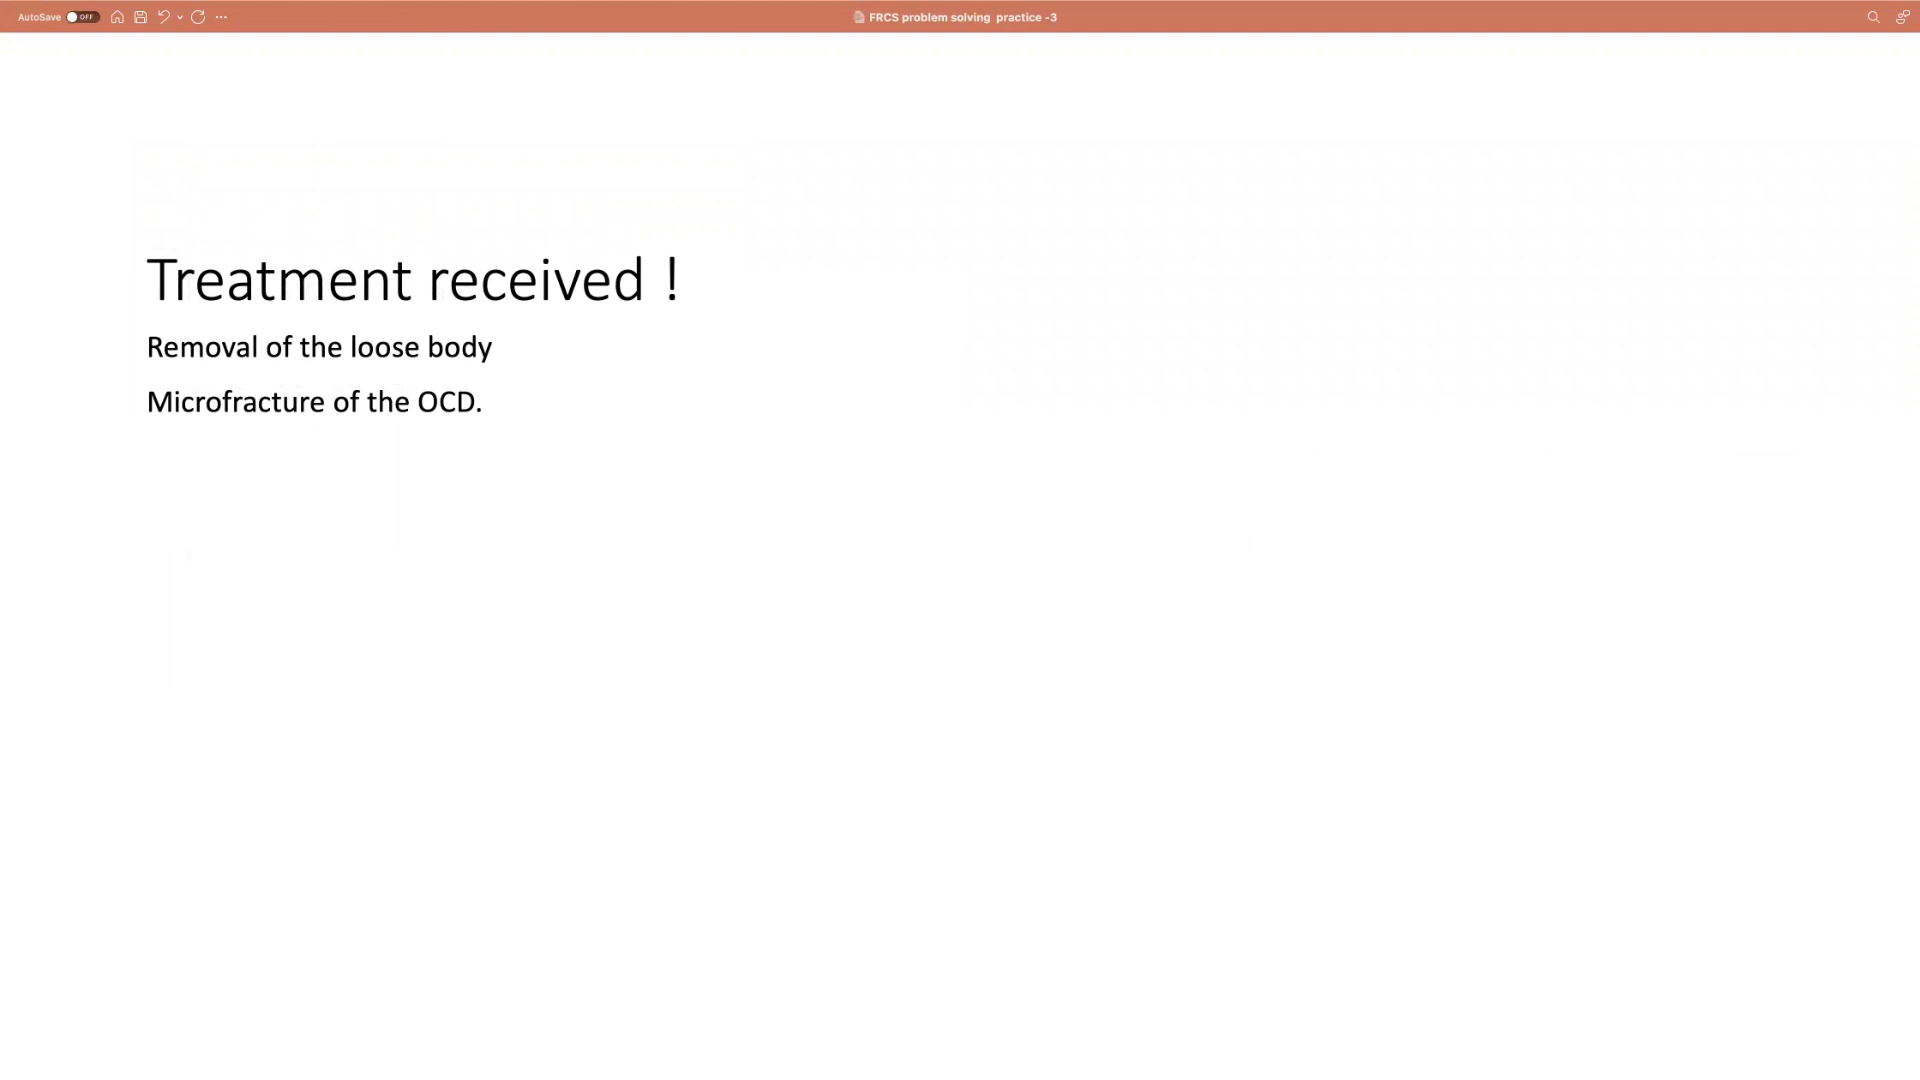 AutoSave OFF
FRCS problem solving practice -3
Treatment received !
Removal of the loose body
Microfracture of the OCD.